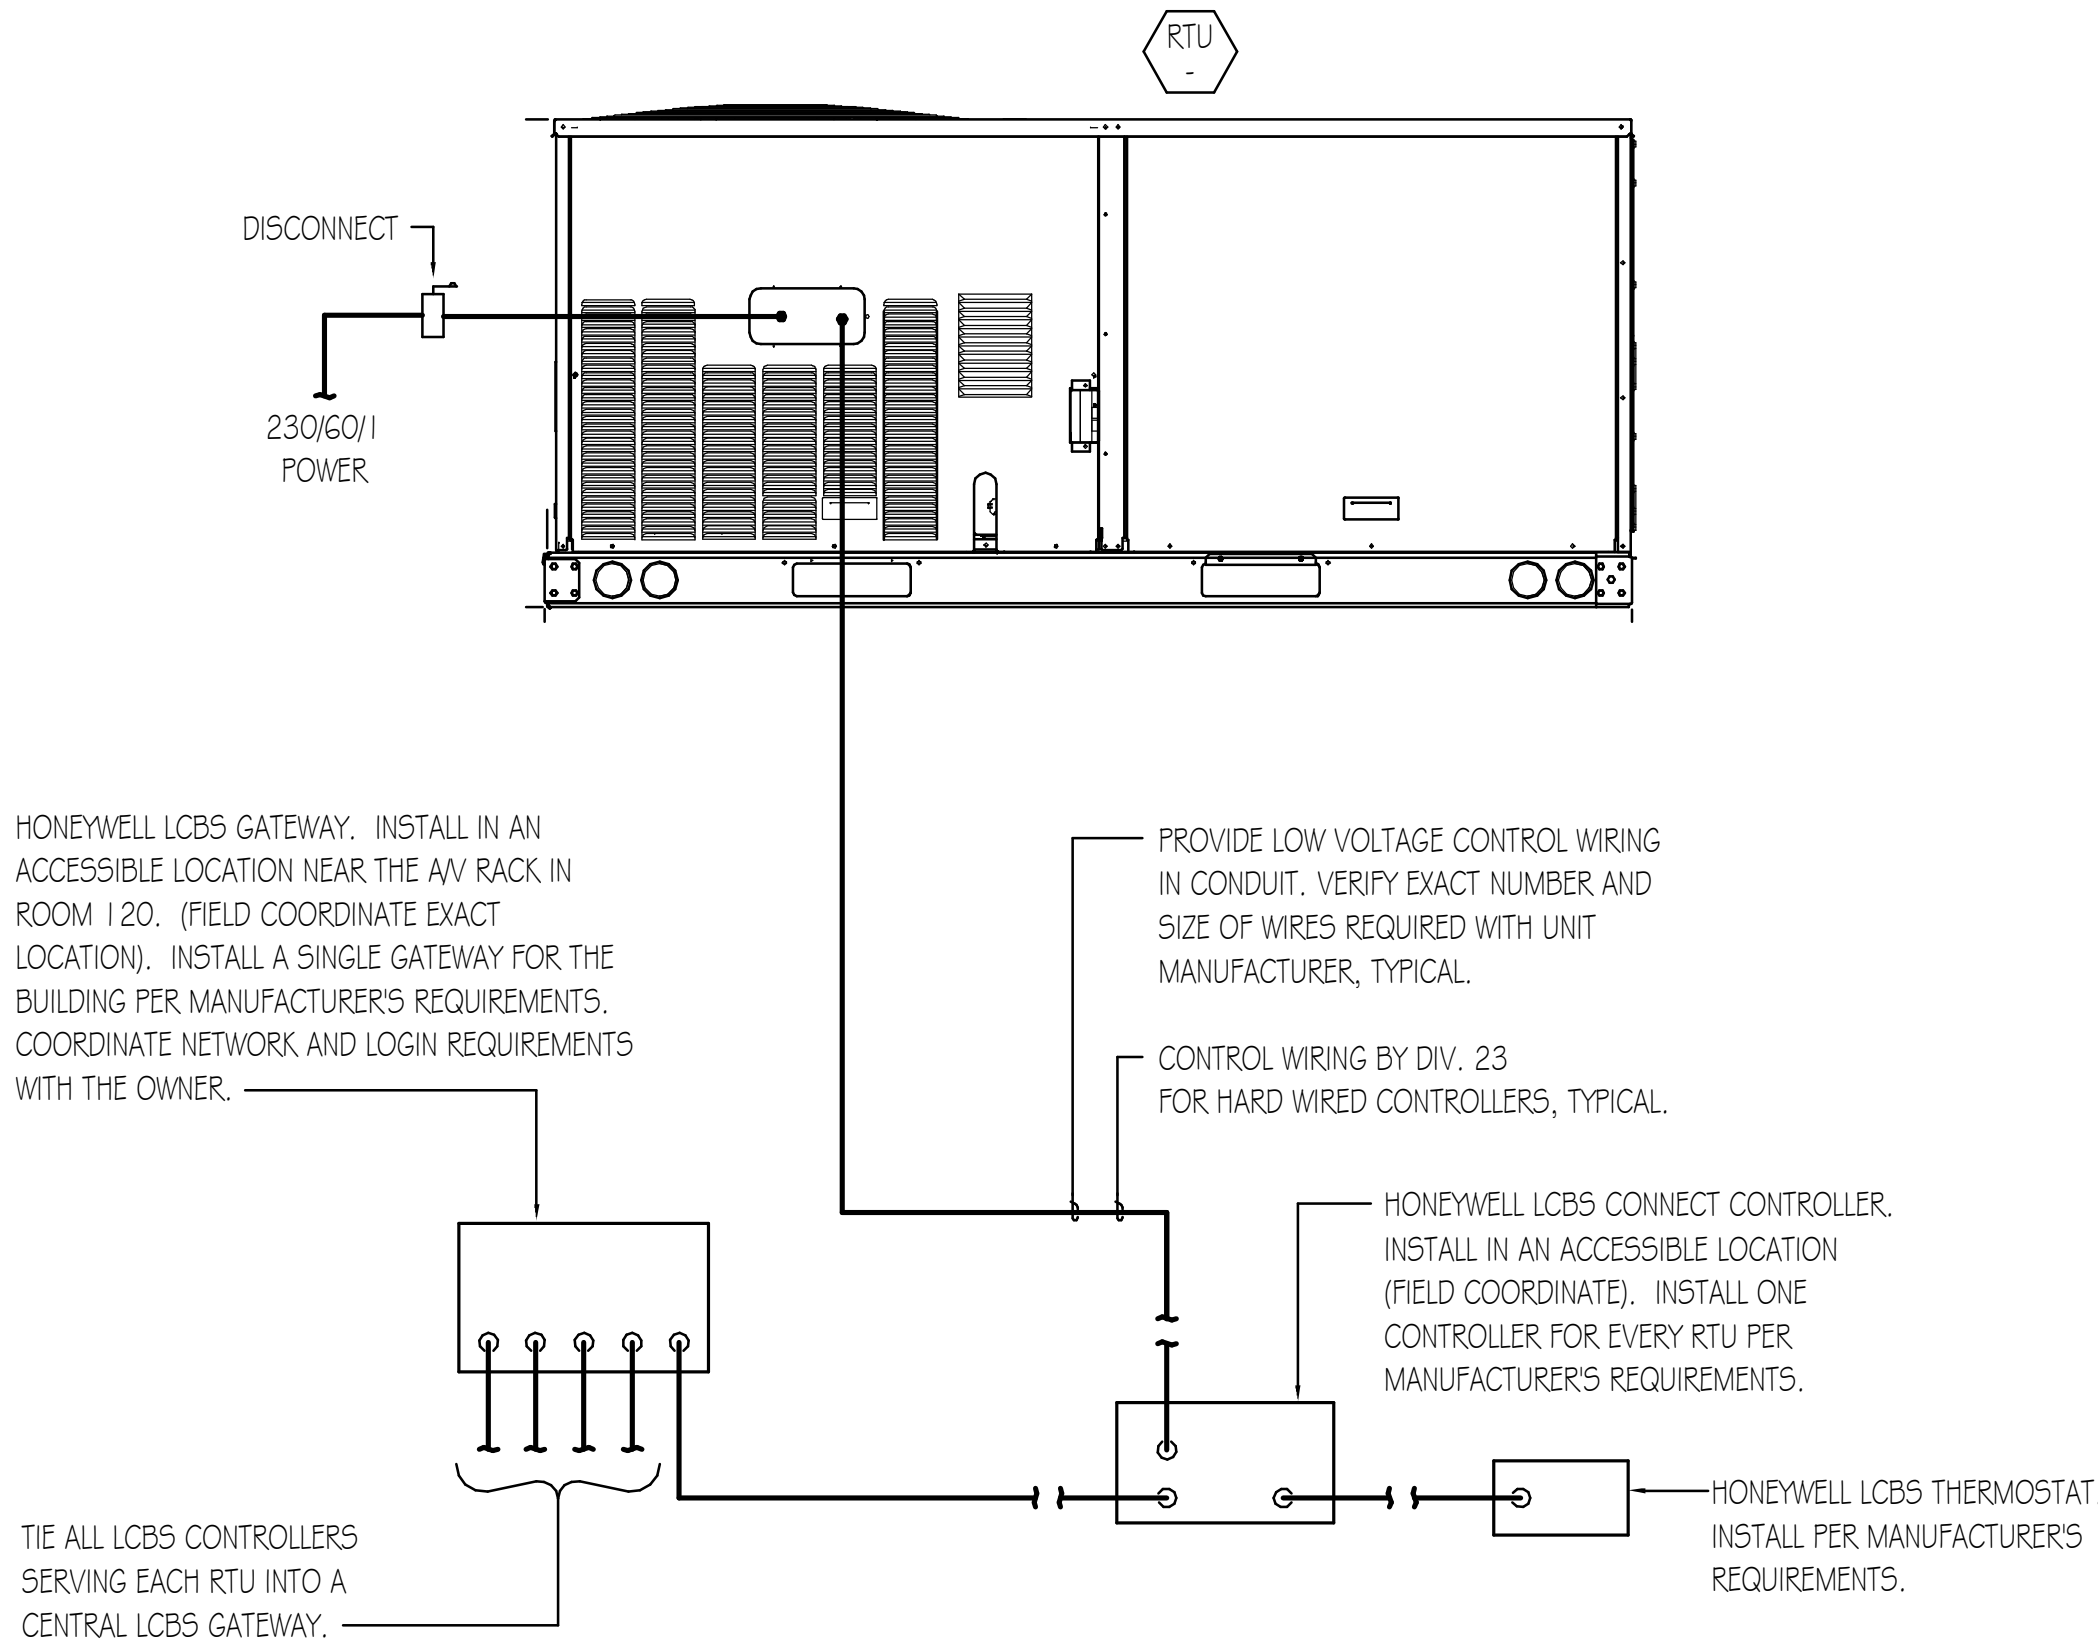 RTU
-
DISCONNECT
230/60/1
POWER
HONEYWELL LCBS GATEWAY. INSTALL IN AN
ACCESSIBLE LOCATION NEAR THE A/V RACK IN
ROOM 120. (FIELD COORDINATE EXACT
LOCATION). INSTALL A SINGLE GATEWAY FOR THE
BUILDING PER MANUFACTURER'S REQUIREMENTS.
COORDINATE NETWORK AND LOGIN REQUIREMENTS
WITH THE OWNER.
PROVIDE LOW VOLTAGE CONTROL WIRING
IN CONDUIT. VERIFY EXACT NUMBER AND
SIZE OF WIRES REQUIRED WITH UNIT
MANUFACTURER, TYPICAL.
CONTROL WIRING BY DIV. 23
FOR HARD WIRED CONTROLLERS, TYPICAL.
HONEYWELL LCBS CONNECT CONTROLLER.
INSTALL IN AN ACCESSIBLE LOCATION
(FIELD COORDINATE). INSTALL ONE
CONTROLLER FOR EVERY RTU PER
MANUFACTURER'S REQUIREMENTS.
HONEYWELL LCBS THERMOSTAT.
INSTALL PER MANUFACTURER'S
REQUIREMENTS.
TIE ALL LCBS CONTROLLERS
SERVING EACH RTU INTO A
CENTRAL LCBS GATEWAY.